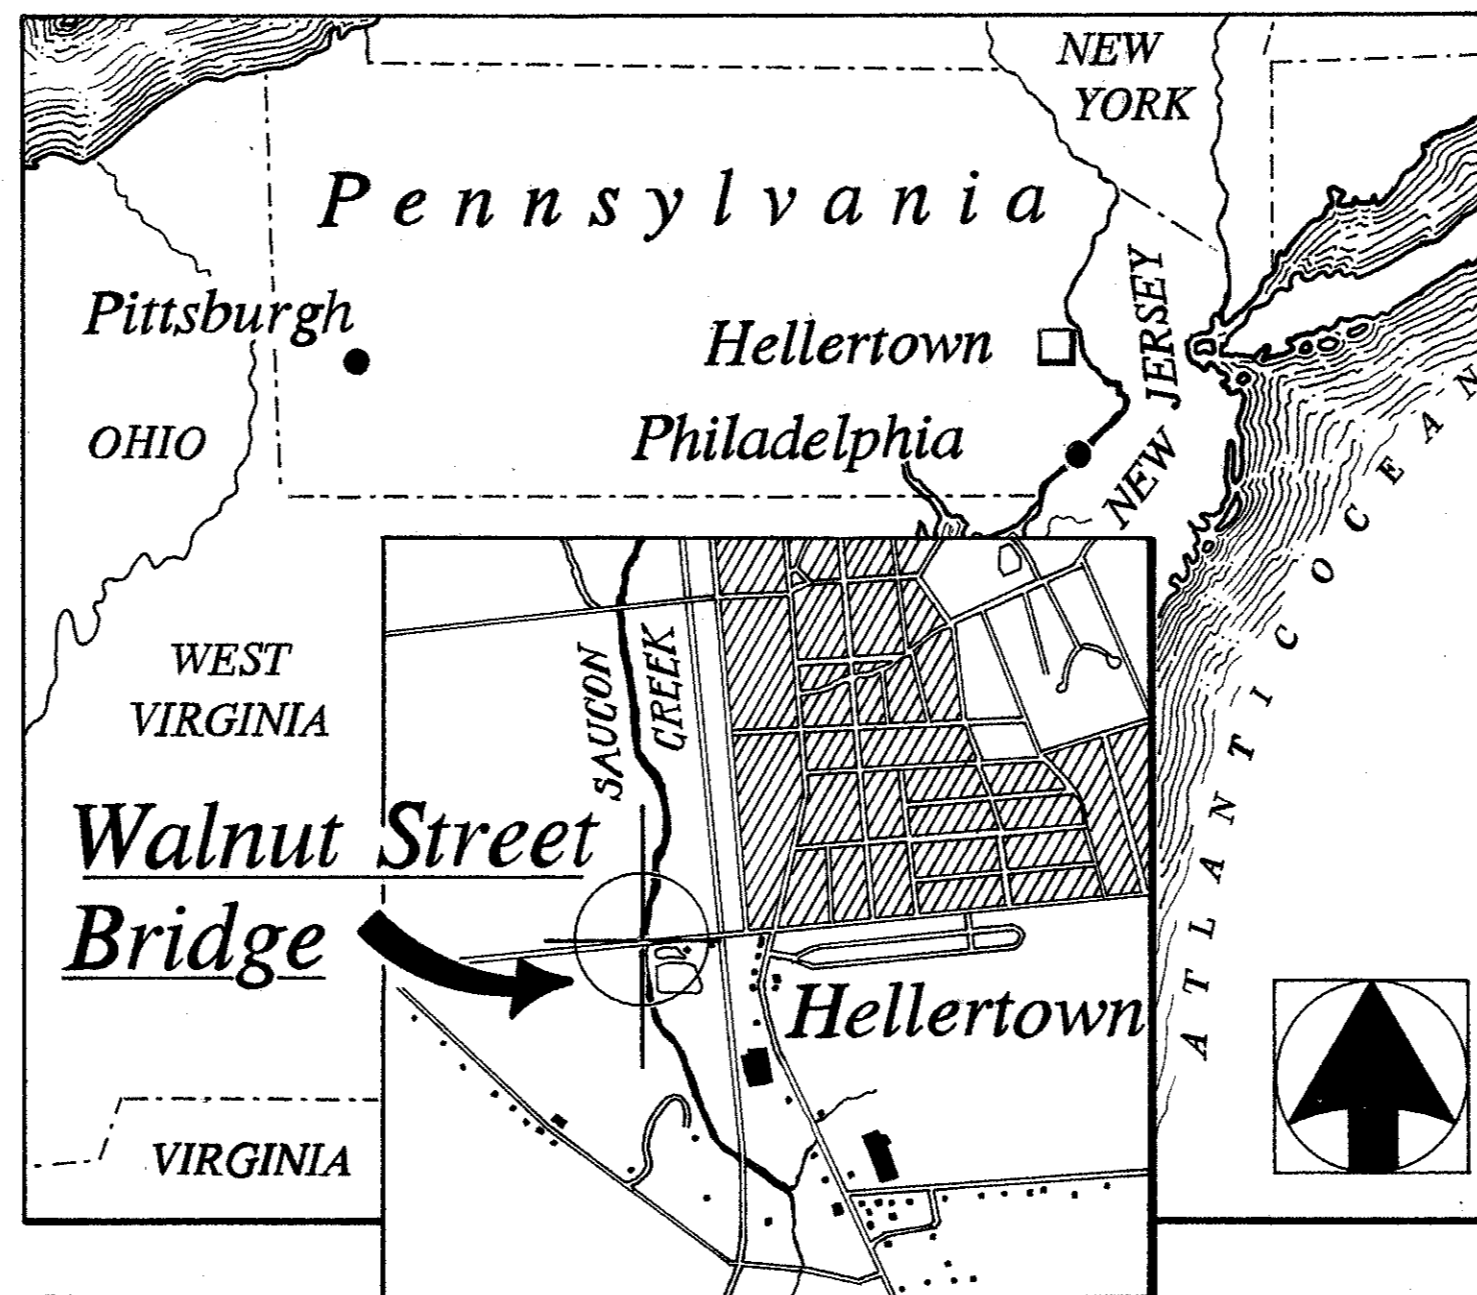 NEW
YORK
Pennsylvania
Pittsburgh
Hellertown
NEW JERSEY
OHIO
Philadelphia
ATLANTIC OCEAN
SAUCON
CREEK
WEST
VIRGINIA
Walnut Street
Bridge
Hellertown
VIRGINIA